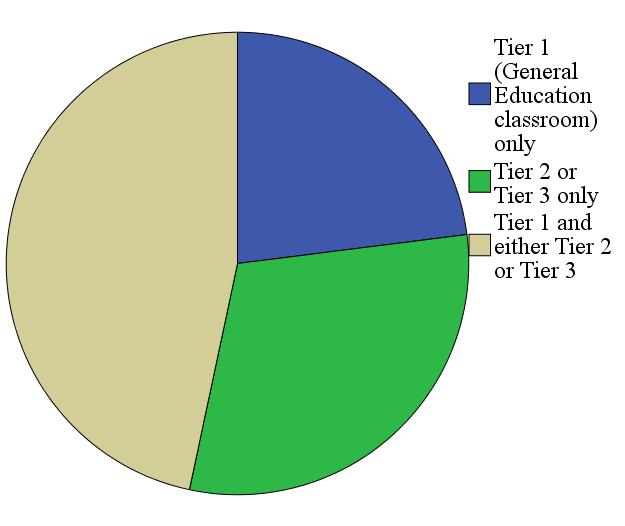 Tier 1
(General
Education
classroom)
only
Tier 2 or
Tier 3 only
Tier 1 and
either Tier 2
or Tier 3